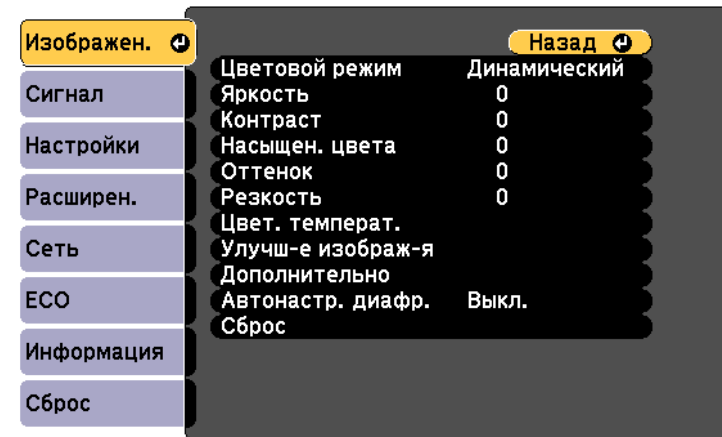 Изображен.
Сигнал
Настройки
Расширен.
Сеть
ECO
Информация
Сброс
Назад
Цветовой режим Динамический
Яркость 0
Контраст 0
Насыщен. цвета 0
Оттенок 0
Резкость 0
Цвет. температ.
Улучш-е изображ-я
Дополнительно
Автонастр. диафр. Выкл.
Сброс